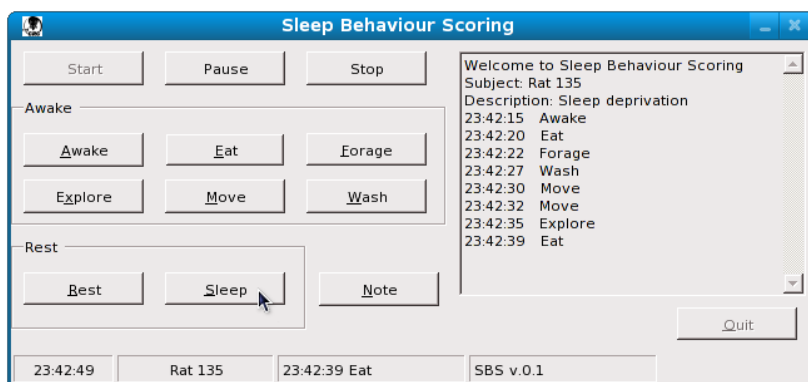 Sleep Behaviour Scoring
Start Pause Stop
Awake
Awake Eat Forage
Explore Move Wash
Rest
Rest Sleep Note
Welcome to Sleep Behaviour Scoring
Subject: Rat 135
Description: Sleep deprivation
23:42:15 Awake
23:42:20 Eat
23:42:22 Forage
23:42:27 Wash
23:42:30 Move
23:42:32 Move
23:42:35 Explore
23:42:39 Eat
Quit
23:42:49 Rat 135 23:42:39 Eat SBS v.0.1